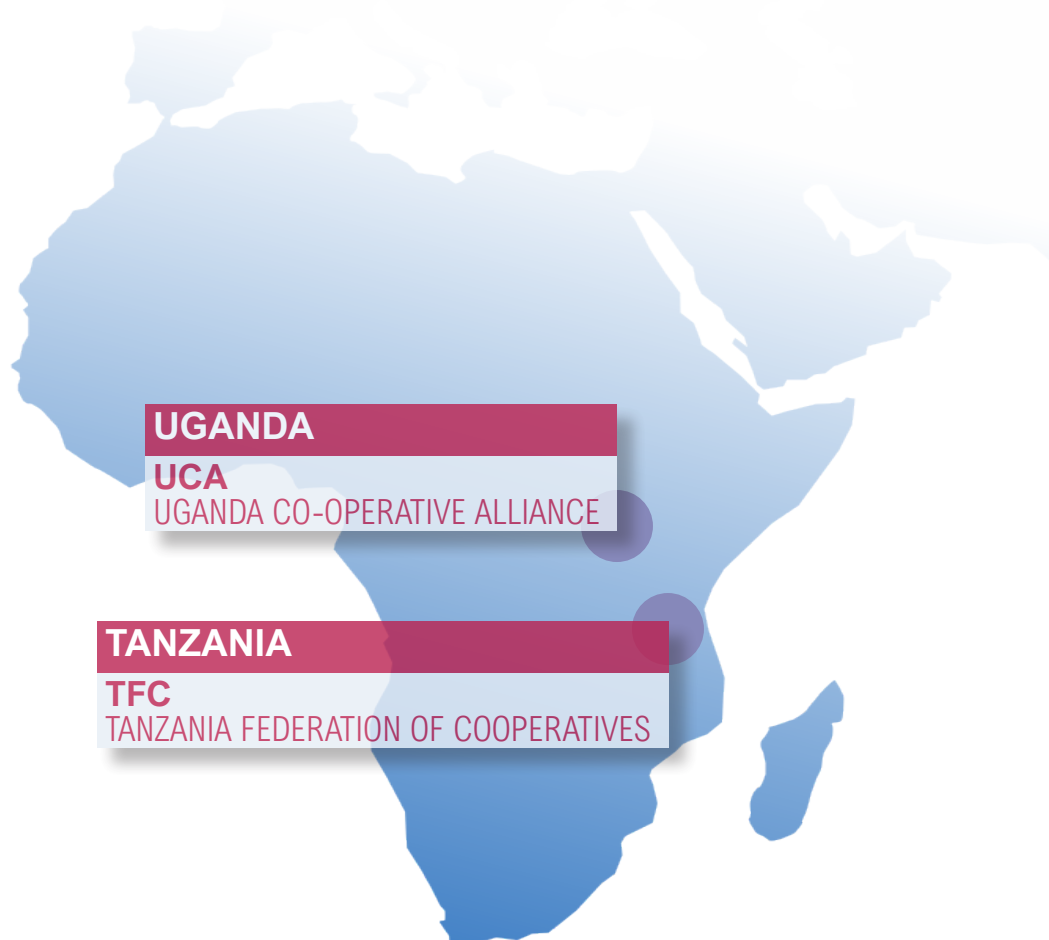 UGANDA
UCA
UGANDA CO-OPERATIVE ALLIANCE
TANZANIA
TFC
TANZANIA FEDERATION OF COOPERATIVES